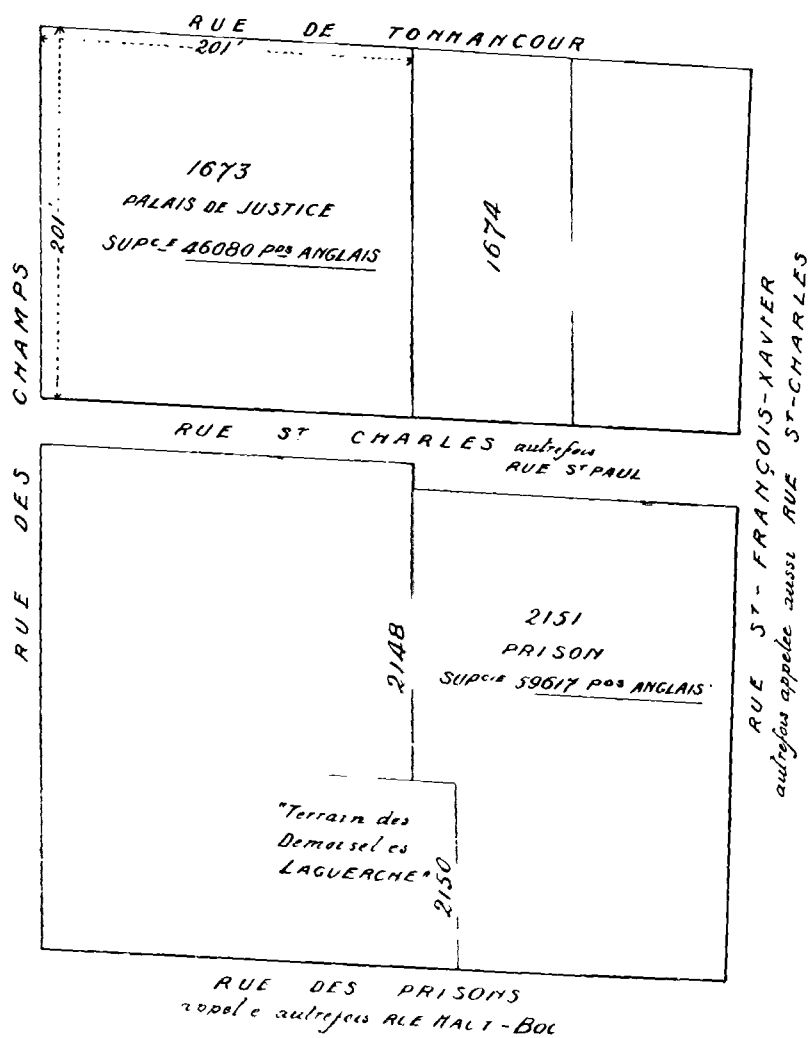 RUE DE TONNANCOUR
201'
201'
1673
PALAIS DE JUSTICE
SUPᶜᴵᴱ 46080 Pᴰˢ ANGLAIS
1674
RUE DES CHAMPS
RUE Sᵀ CHARLES autrefois
RUE Sᵀ PAUL
RUE Sᵀ-FRANÇOIS-XAVIER
autrefois appelée aussi RUE Sᵀ-CHARLES
2148
2151
PRISON
SUPᶜᴵᴱ 59617 Pᴰˢ ANGLAIS
"Terrain des
Demoiselles
LAGUERCHE"
2150
RUE DES PRISONS
autrefois